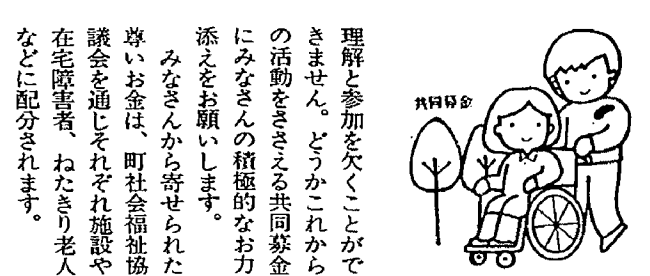 理解と参加を欠くことがで
きません。どうかこれから
の活動をささえる共同募金
にみなさんの積極的なお力
添えをお願いします。
みなさんから寄せられた
尊いお金は、町社会福祉協
議会を通じそれぞれ施設や
在宅障害者、ねたきり老人
などに配分されます。
共同募金